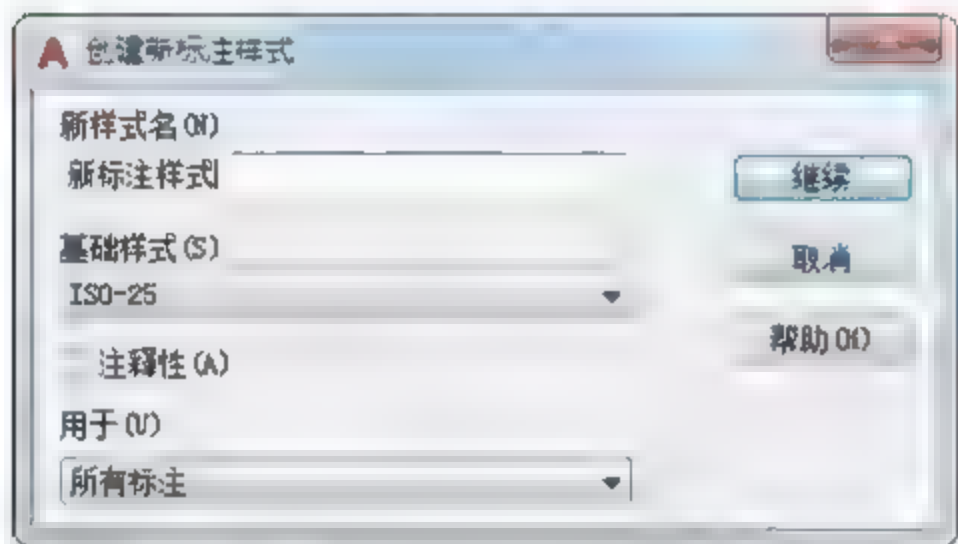 创建新标注样式
新样式名(N)
新标注样式
继续
基础样式(S)
取消
ISO-25
帮助(H)
注释性(A)
用于(U)
所有标注